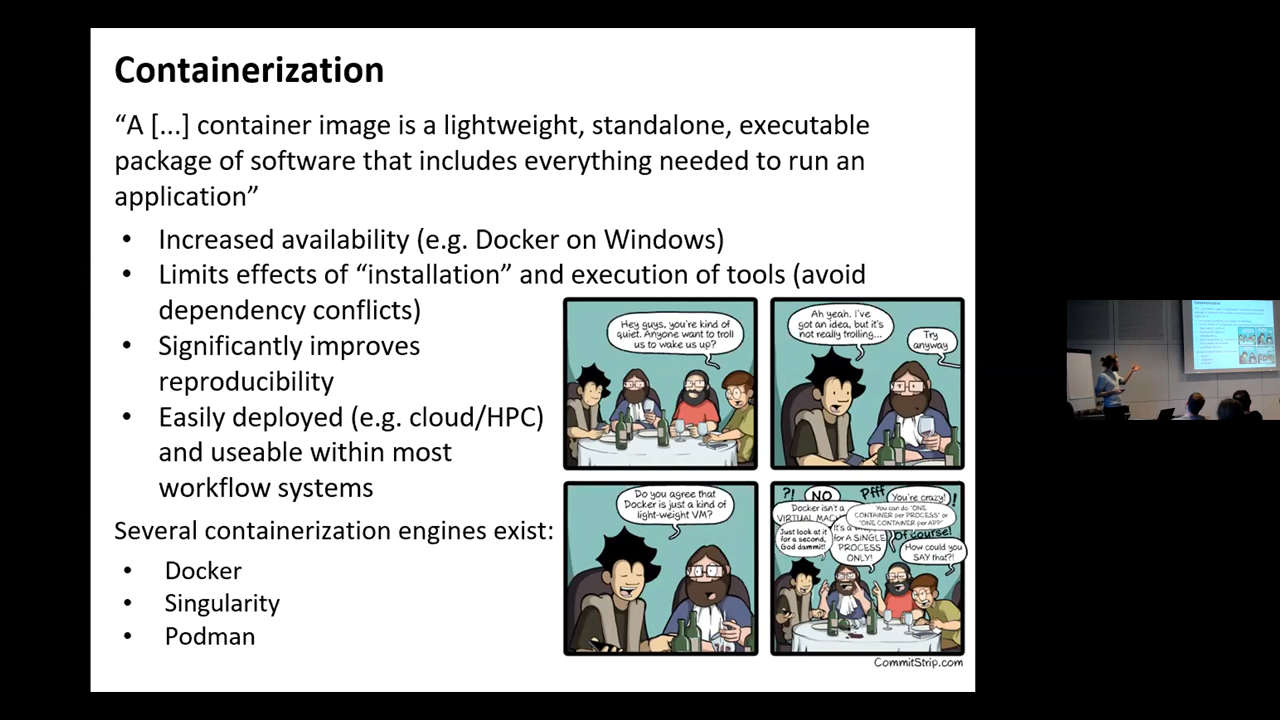 Containerization
“A [...] container image is a lightweight, standalone, executable
package of software that includes everything needed to run an
application”
• Increased availability (e.g. Docker on Windows)
• Limits effects of “installation” and execution of tools (avoid
dependency conflicts)
• Significantly improves
reproducibility
• Easily deployed (e.g. cloud/HPC)
and useable within most
workflow systems
Several containerization engines exist:
• Docker
• Singularity
• Podman
Hey guys, you're kind of
quiet. Anyone want to troll
us to wake us up?
Ah yeah. I've
got an idea, but it's
not really trolling...
Try
anyway
Do you agree that
Docker is just a kind of
light-weight VM?
?!
NO
Pfff
You're crazy!
!
Docker isn't a
VIRTUAL MAC
You can do "ONE
CONTAINER per PROCESS" or
"ONE CONTAINER per APP"
Just look at it
for a second,
God dammit!
It's a
for A SINGLE
PROCESS
ONLY!
Of course!
How could you
SAY that?!
CommitStrip.com